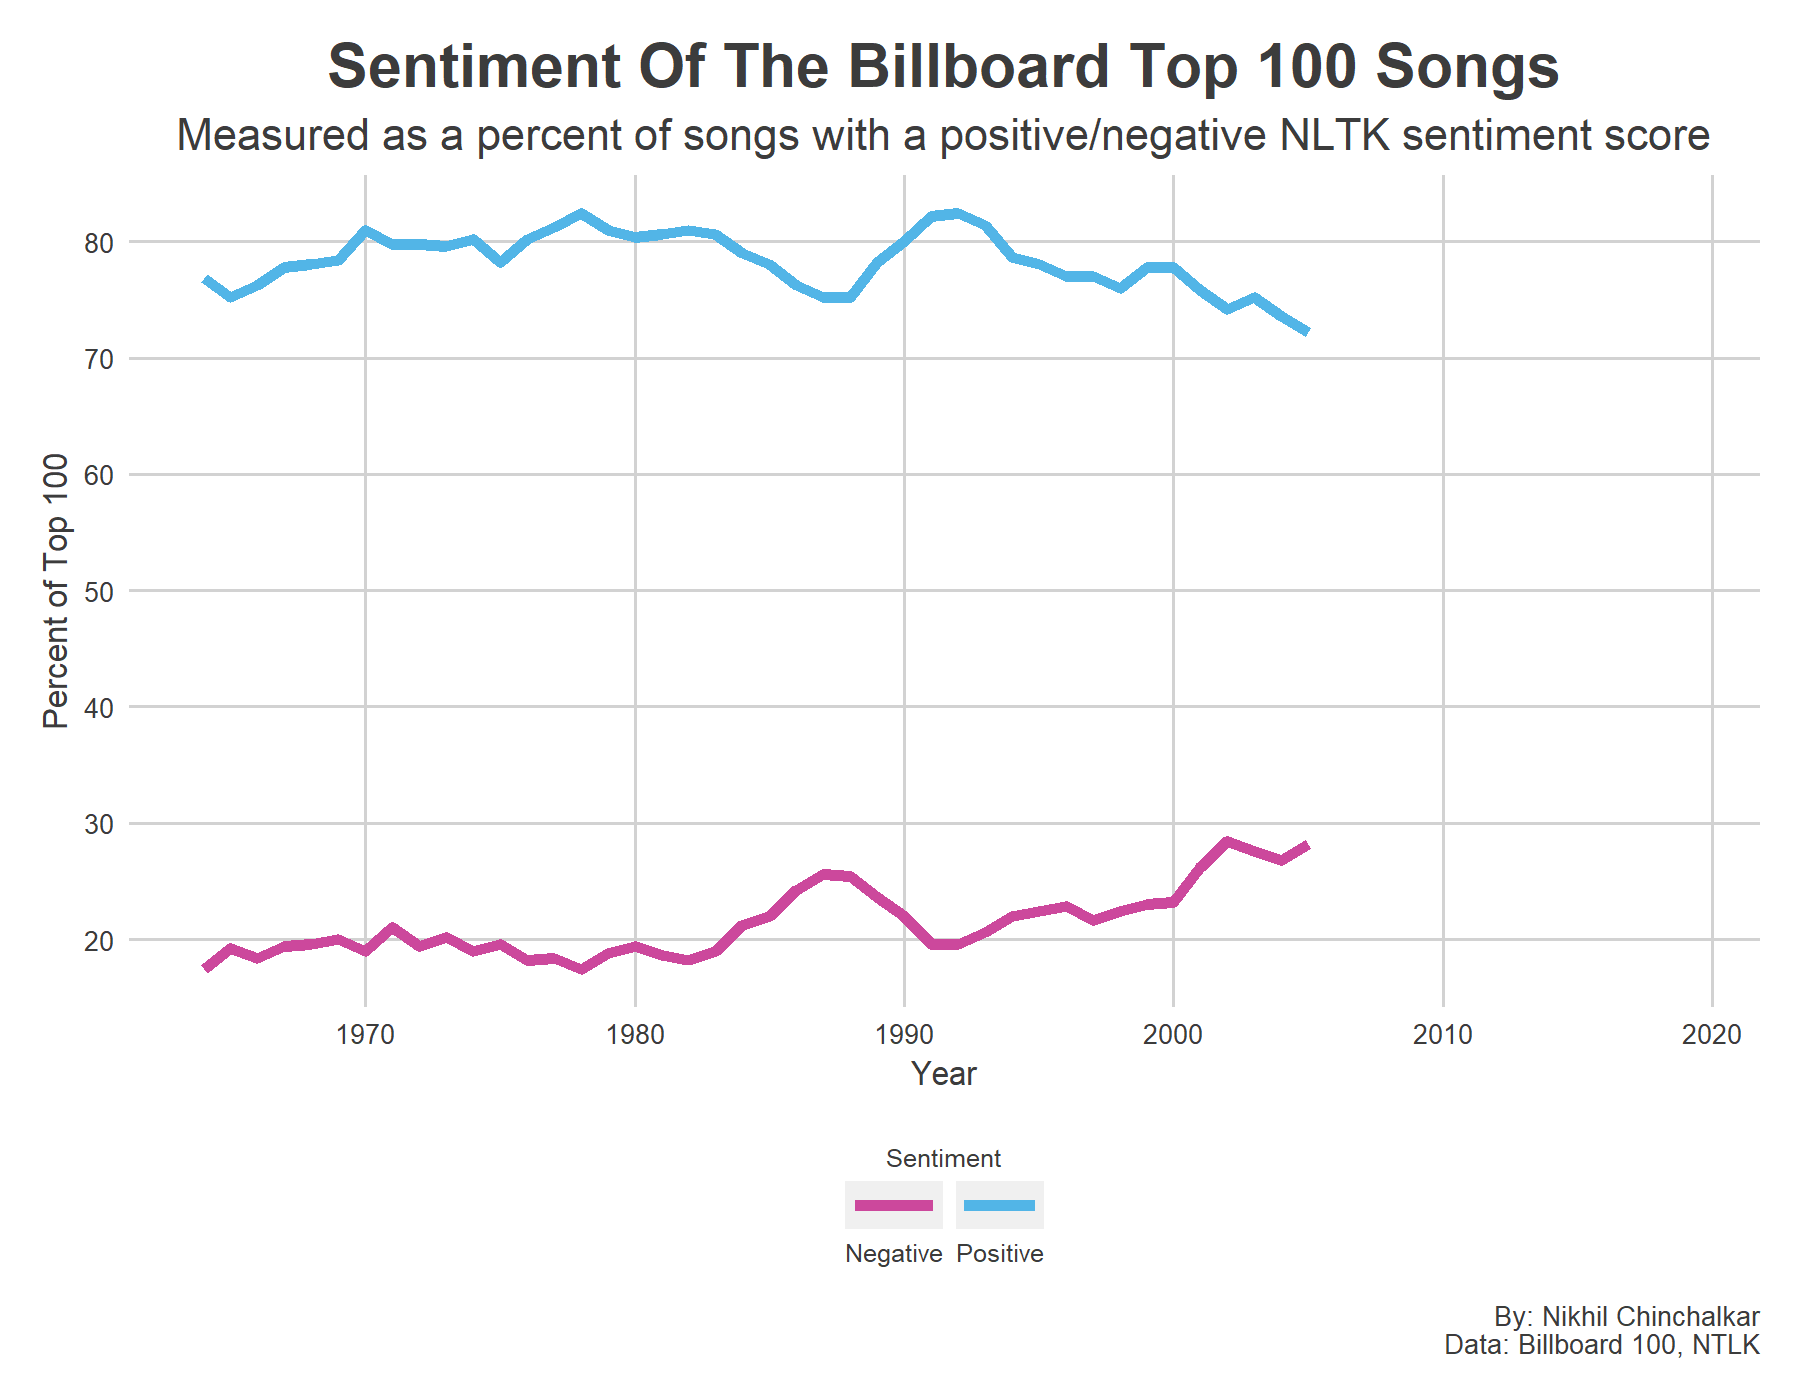 Sentiment Of The Billboard Top 100 Songs
Measured as a percent of songs with a positive/negative NLTK sentiment score
80
70
60
50
40
30
20
Percent of Top 100
1970 1980 1990 2000 2010 2020
Year
Sentiment
Negative Positive
By: Nikhil Chinchalkar
Data: Billboard 100, NTLK